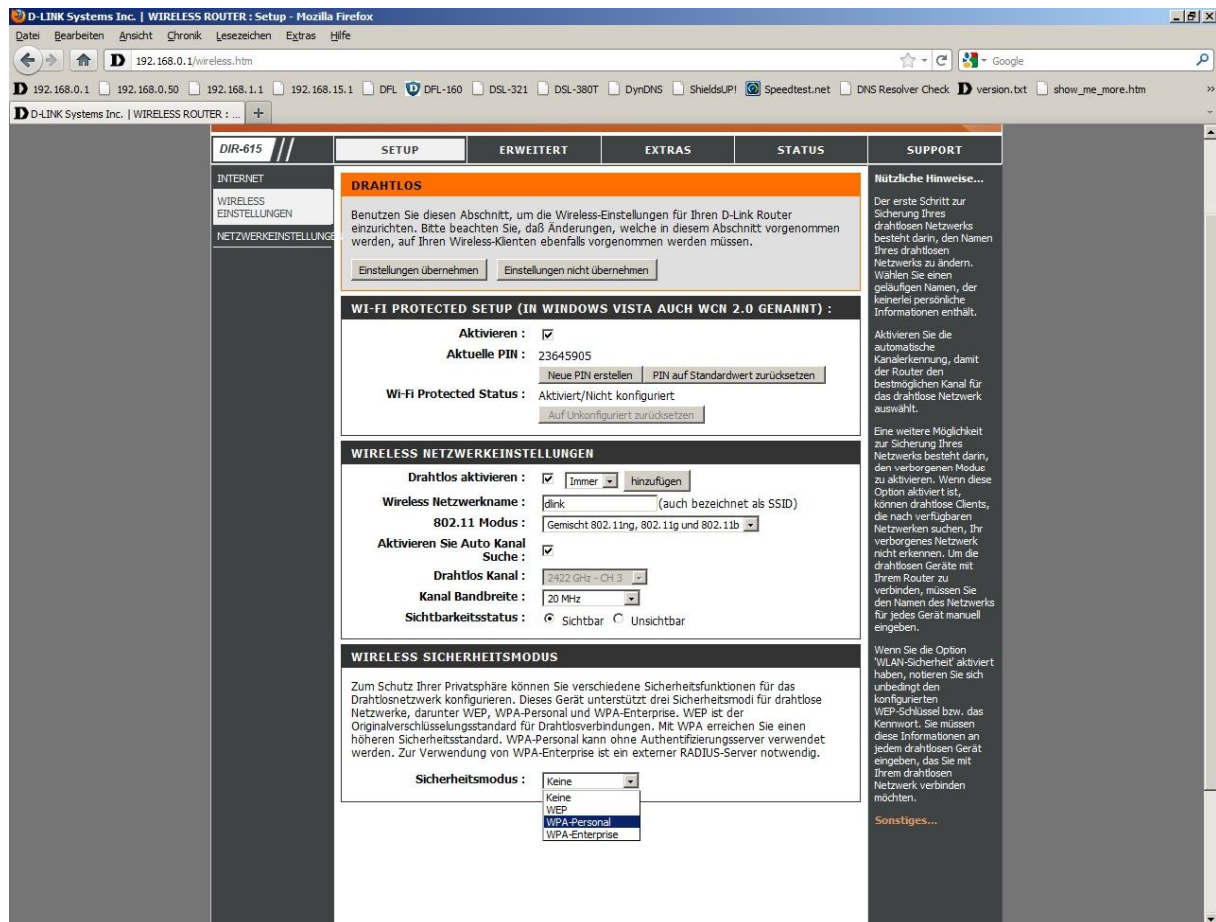 D-LINK Systems Inc. | WIRELESS ROUTER : Setup - Mozilla Firefox
Datei Bearbeiten Ansicht Chronik Lesezeichen Extras Hilfe
192.168.0.1/wireless.htm
Google
192.168.0.1 192.168.0.50 192.168.1.1 192.168.15.1 DFL DFL-160 DSL-321 DSL-380T DynDNS ShieldsUP! Speedtest.net DNS Resolver Check version.txt show_me_more.htm »
D-LINK Systems Inc. | WIRELESS ROUTER : ... +
DIR-615 // SETUP ERWEITERT EXTRAS STATUS SUPPORT
INTERNET
WIRELESS
EINSTELLUNGEN
NETZWERKEINSTELLUNGE
DRAHTLOS
Benutzen Sie diesen Abschnitt, um die Wireless-Einstellungen für Ihren D-Link Router
einzurichten. Bitte beachten Sie, daß Änderungen, welche in diesem Abschnitt vorgenommen
werden, auf Ihren Wireless-Klienten ebenfalls vorgenommen werden müssen.
Einstellungen übernehmen Einstellungen nicht übernehmen
WI-FI PROTECTED SETUP (IN WINDOWS VISTA AUCH WCN 2.0 GENANNT) :
Aktivieren :
Aktuelle PIN : 23645905
Neue PIN erstellen PIN auf Standardwert zurücksetzen
Wi-Fi Protected Status : Aktiviert/Nicht konfiguriert
Auf Unkonfiguriert zurücksetzen
WIRELESS NETZWERKEINSTELLUNGEN
Drahtlos aktivieren : Immer hinzufügen
Wireless Netzwerkname : dlink (auch bezeichnet als SSID)
802.11 Modus : Gemischt 802.11ng, 802.11g und 802.11b
Aktivieren Sie Auto Kanal
Suche :
Drahtlos Kanal : 2422 GHz - CH 3
Kanal Bandbreite : 20 MHz
Sichtbarkeitsstatus : Sichtbar Unsichtbar
WIRELESS SICHERHEITSMODUS
Zum Schutz Ihrer Privatsphäre können Sie verschiedene Sicherheitsfunktionen für das
Drahtlosnetzwerk konfigurieren. Dieses Gerät unterstützt drei Sicherheitsmodi für drahtlose
Netzwerke, darunter WEP, WPA-Personal und WPA-Enterprise. WEP ist der
Originalverschlüsselungsstandard für Drahtlosverbindungen. Mit WPA erreichen Sie einen
höheren Sicherheitsstandard. WPA-Personal kann ohne Authentifizierungsserver verwendet
werden. Zur Verwendung von WPA-Enterprise ist ein externer RADIUS-Server notwendig.
Sicherheitsmodus : Keine
Keine
WEP
WPA-Personal
WPA-Enterprise
Nützliche Hinweise...
Der erste Schritt zur
Sicherung Ihres
drahtlosen Netzwerks
besteht darin, den Namen
Ihres drahtlosen
Netzwerks zu ändern.
Wählen Sie einen
geläufigen Namen, der
keinerlei persönliche
Informationen enthält.
Aktivieren Sie die
automatische
Kanalerkennung, damit
der Router den
bestmöglichen Kanal für
das drahtlose Netzwerk
auswählt.
Eine weitere Möglichkeit
zur Sicherung Ihres
Netzwerks besteht darin,
den verborgenen Modus
zu aktivieren. Wenn diese
Option aktiviert ist,
können drahtlose Clients,
die nach verfügbaren
Netzwerken suchen, Ihr
verborgenes Netzwerk
nicht erkennen. Um die
drahtlosen Geräte mit
Ihrem Router zu
verbinden, müssen Sie
den Namen des Netzwerks
für jedes Gerät manuell
eingeben.
Wenn Sie die Option
'WLAN-Sicherheit' aktiviert
haben, notieren Sie sich
unbedingt den
konfigurierten
WEP-Schlüssel bzw. das
Kennwort. Sie müssen
diese Informationen an
jedem drahtlosen Gerät
eingeben, das Sie mit
Ihrem drahtlosen
Netzwerk verbinden
möchten.
Sonstiges...